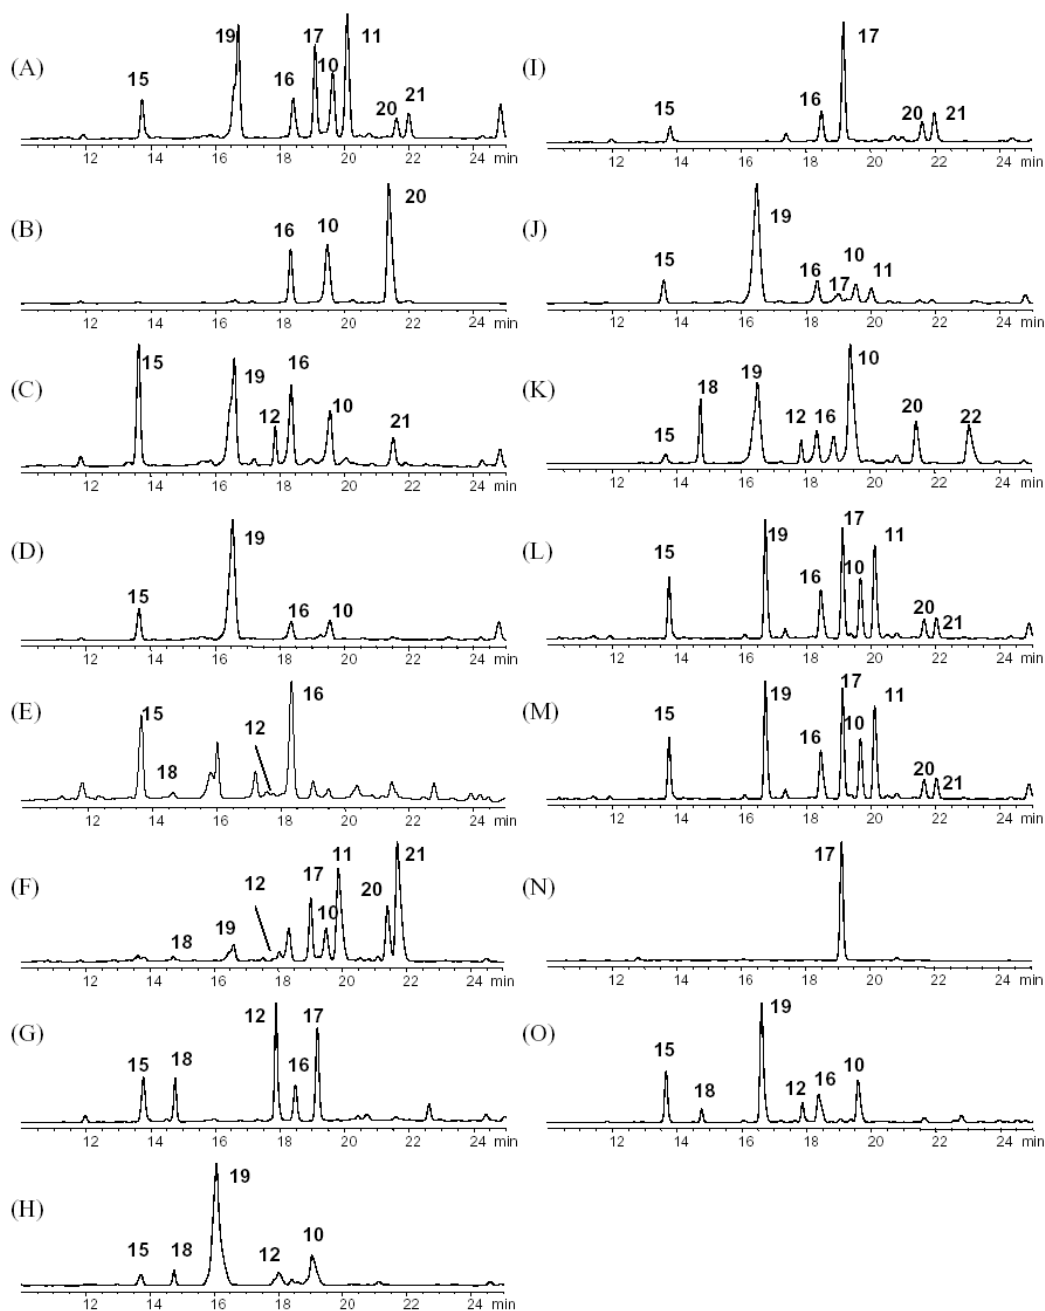 (A) 15 19 16 17 10 11 20 21
12 14 16 18 20 22 24 min
(B) 16 10 20
12 14 16 18 20 22 24 min
(C) 15 19 12 16 10 21
12 14 16 18 20 22 24 min
(D) 15 19 16 10
12 14 16 18 20 22 24 min
(E) 15 18 12 16
12 14 16 18 20 22 24 min
(F) 18 19 12 17 10 11 20 21
12 14 16 18 20 22 24 min
(G) 15 18 12 16 17
12 14 16 18 20 22 24 min
(H) 15 18 19 12 10
12 14 16 18 20 22 24 min
(I) 15 16 17 20 21
12 14 16 18 20 22 24 min
(J) 15 19 16 17 10 11
12 14 16 18 20 22 24 min
(K) 15 18 19 12 16 10 20 22
12 14 16 18 20 22 24 min
(L) 15 19 16 17 10 11 20 21
12 14 16 18 20 22 24 min
(M) 15 19 16 17 10 11 20 21
12 14 16 18 20 22 24 min
(N) 17
12 14 16 18 20 22 24 min
(O) 15 18 19 12 16 10
12 14 16 18 20 22 24 min